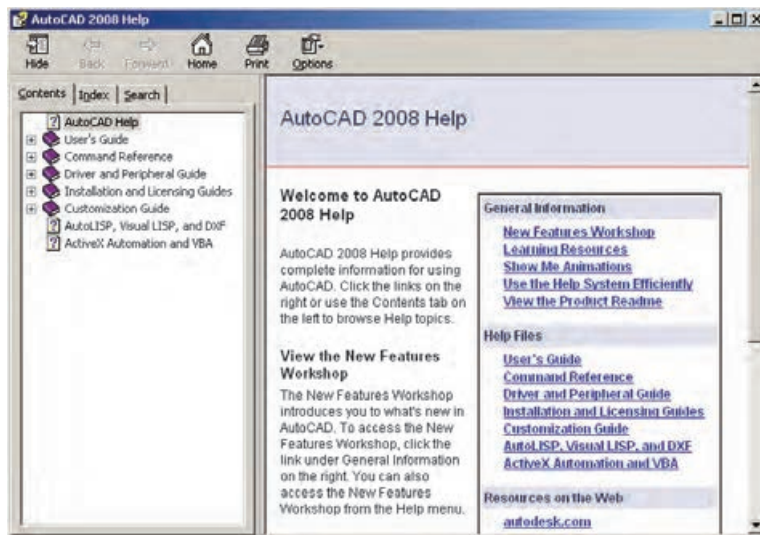 AutoCAD 2008 Help
Hide Back Forward Home Print Options
Contents Index Search
AutoCAD Help
User's Guide
Command Reference
Driver and Peripheral Guide
Installation and Licensing Guides
Customization Guide
AutoLISP, Visual LISP, and DXF
ActiveX Automation and VBA
AutoCAD 2008 Help
Welcome to AutoCAD
2008 Help
AutoCAD 2008 Help provides
complete information for using
AutoCAD. Click the links on the
right or use the Contents tab on
the left to browse Help topics.
View the New Features
Workshop
The New Features Workshop
introduces you to what's new in
AutoCAD. To access the New
Features Workshop, click the
link under General Information
on the right. You can also
access the New Features
Workshop from the Help menu.
General Information
New Features Workshop
Learning Resources
Show Me Animations
Use the Help System Efficiently
View the Product Readme
Help Files
User's Guide
Command Reference
Driver and Peripheral Guide
Installation and Licensing Guides
Customization Guide
AutoLISP, Visual LISP, and DXF
ActiveX Automation and VBA
Resources on the Web
autodesk.com